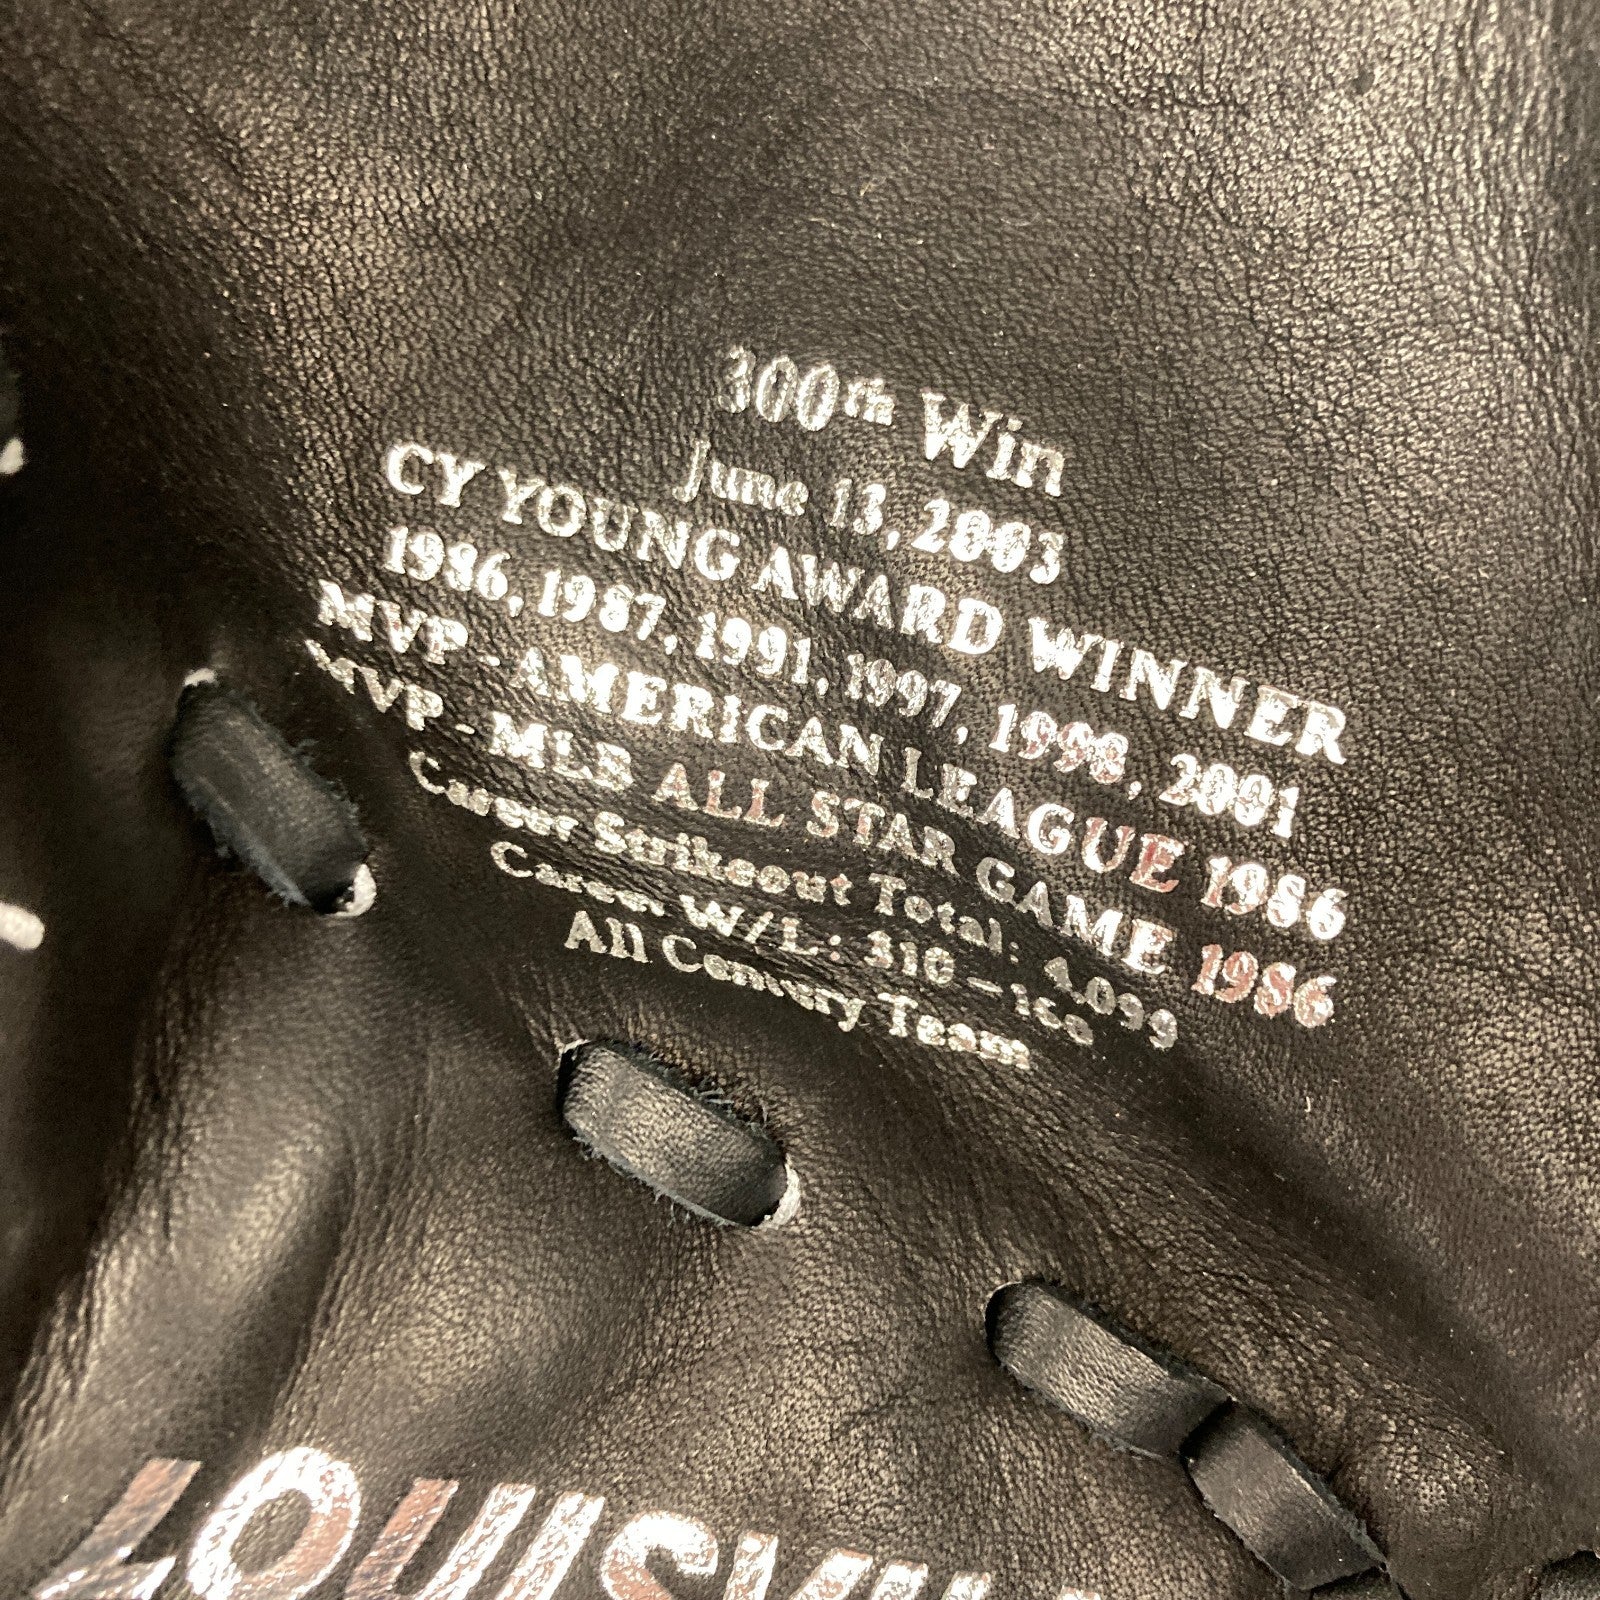 300th Win
June 13, 2003
CY YOUNG AWARD WINNER
1986, 1987, 1991, 1997, 1998, 2001
MVP - AMERICAN LEAGUE 1986
MVP - MLB ALL STAR GAME 1986
Career Strikeout Total: 4,099
Career W/L: 310 - 160
All Century Team
LOUISVILL